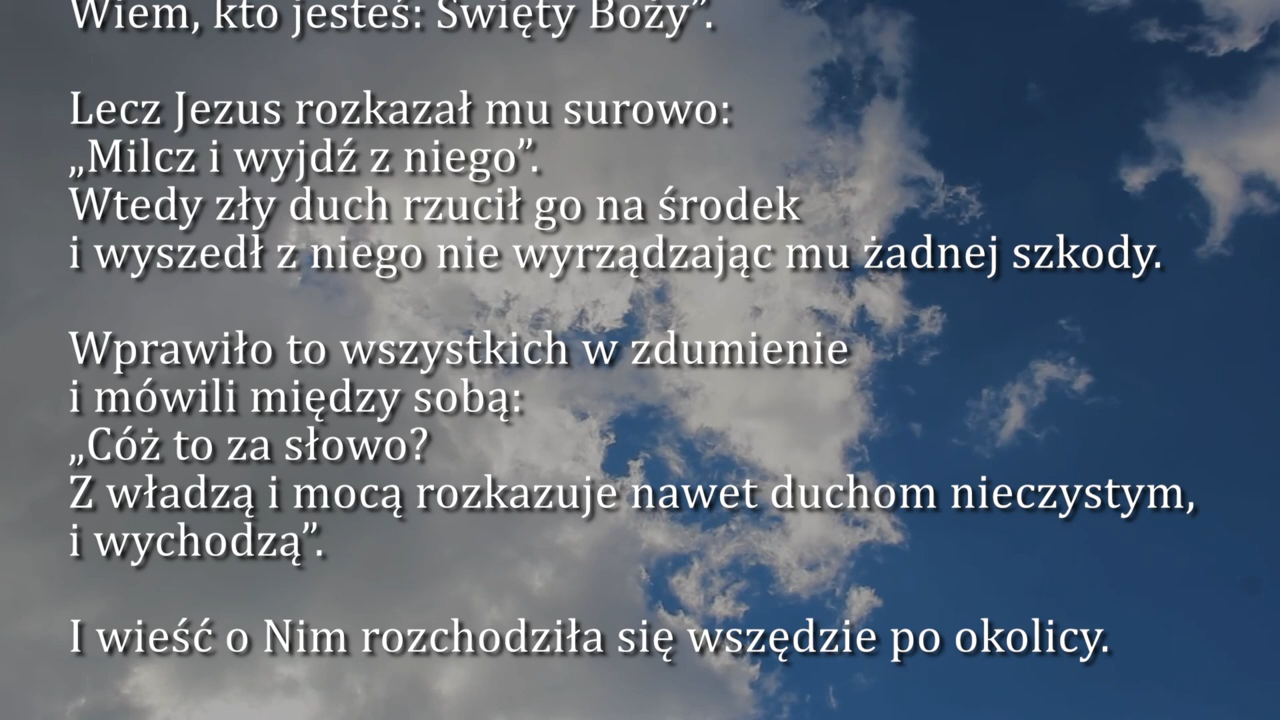 Wiem, kto jesteś: Święty Boży”.
Lecz Jezus rozkazał mu surowo:
„Milcz i wyjdź z niego”.
Wtedy zły duch rzucił go na środek
i wyszedł z niego nie wyrządzając mu żadnej szkody.
Wprawiło to wszystkich w zdumienie
i mówili między sobą:
„Cóż to za słowo?
Z władzą i mocą rozkazuje nawet duchom nieczystym,
i wychodzą”.
I wieść o Nim rozchodziła się wszędzie po okolicy.